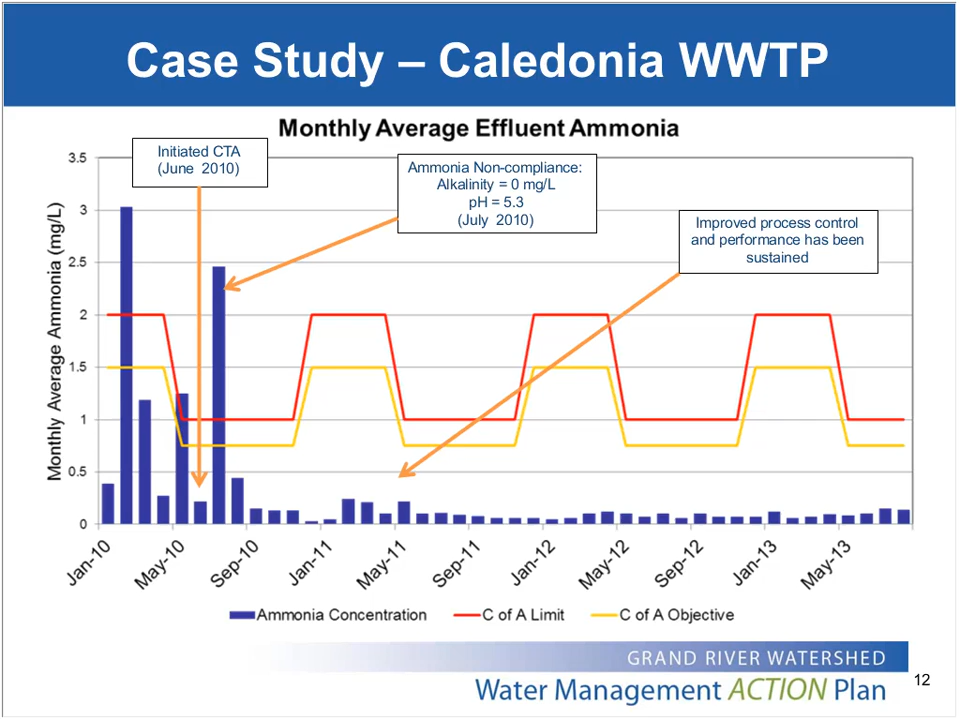 Case Study – Caledonia WWTP
Monthly Average Effluent Ammonia
Initiated CTA
(June 2010)
Ammonia Non-compliance:
Alkalinity = 0 mg/L
pH = 5.3
(July 2010)
Improved process control
and performance has been
sustained
Monthly Average Ammonia (mg/L)
3.5
3
2.5
2
1.5
1
0.5
0
Jan-10
May-10
Sep-10
Jan-11
May-11
Sep-11
Jan-12
May-12
Sep-12
Jan-13
May-13
Ammonia Concentration
C of A Limit
C of A Objective
GRAND RIVER WATERSHED
Water Management ACTION Plan
12